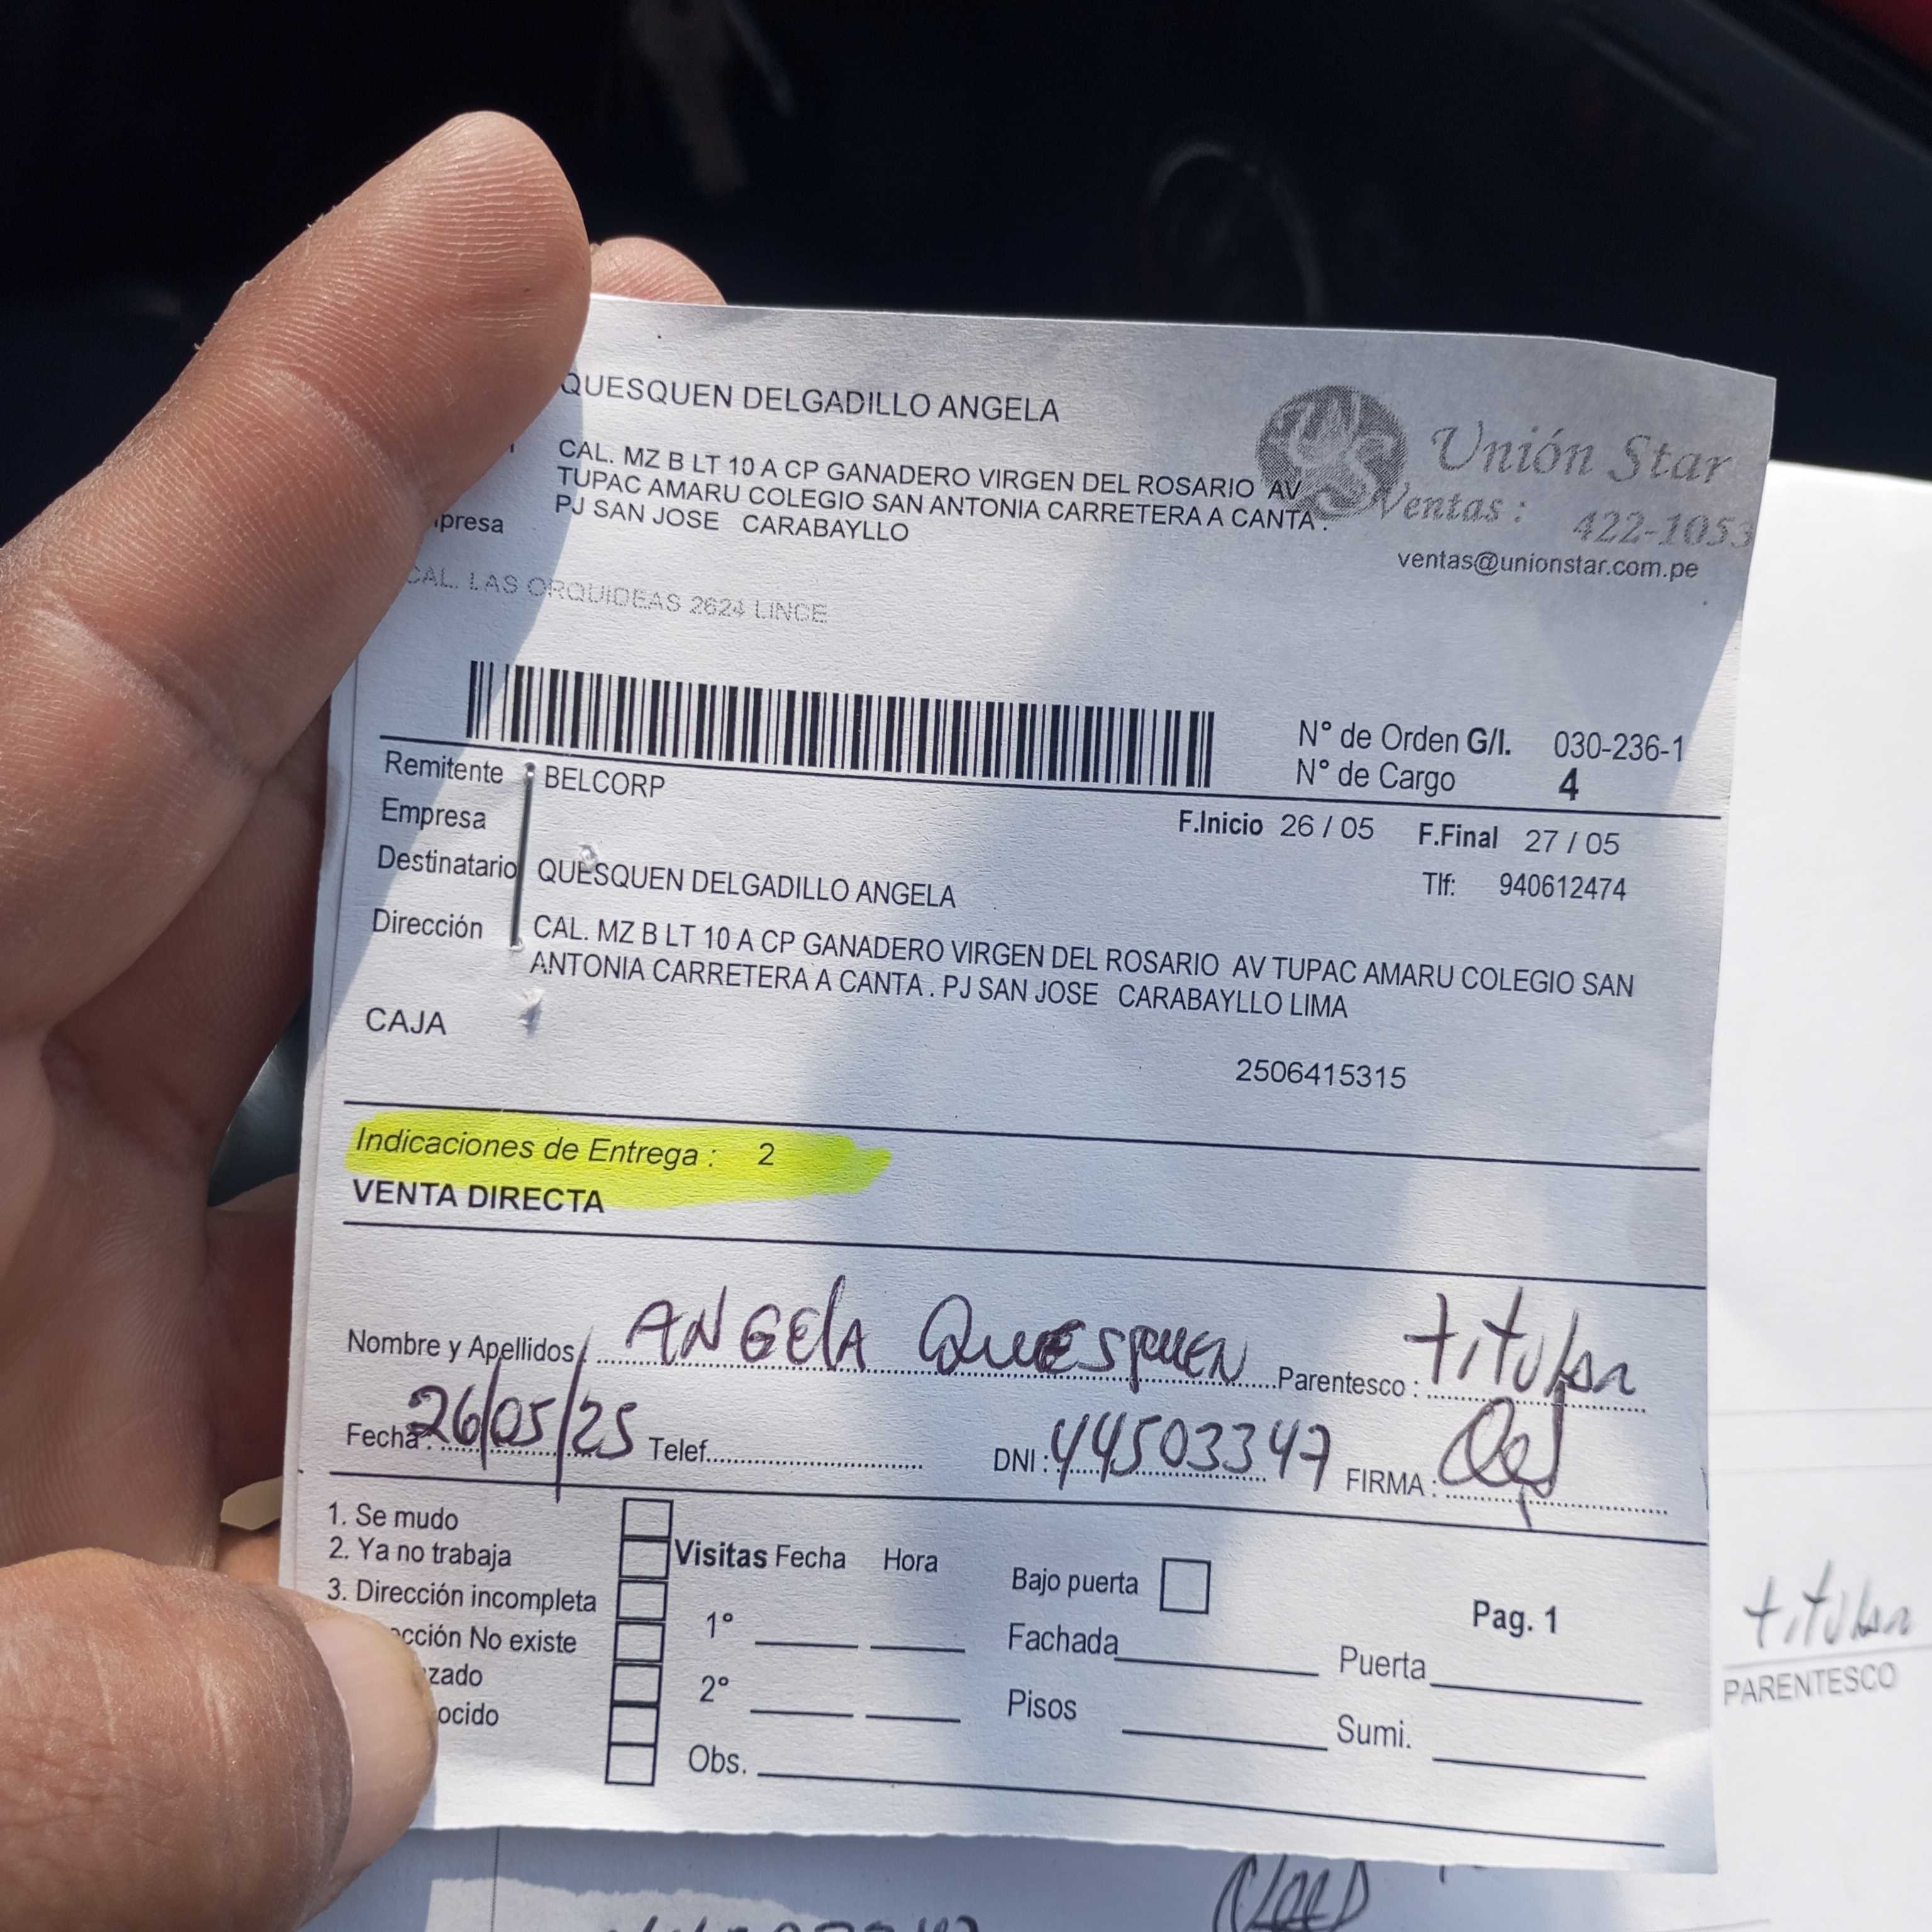 QUESQUEN DELGADILLO ANGELA
CAL. MZ B LT 10 A CP GANADERO VIRGEN DEL ROSARIO AV
TUPAC AMARU COLEGIO SAN ANTONIA CARRETERA A CANTA .
PJ SAN JOSE CARABAYLLO
CAL. LAS ORQUIDEAS 2624 LINCE
Unión Star
Ventas : 422-1053
ventas@unionstar.com.pe
N° de Orden G/I. 030-236-1
N° de Cargo 4
Remitente BELCORP
Empresa
F.Inicio 26 / 05 F.Final 27 / 05
Destinatario QUESQUEN DELGADILLO ANGELA
Tlf: 940612474
Dirección CAL. MZ B LT 10 A CP GANADERO VIRGEN DEL ROSARIO AV TUPAC AMARU COLEGIO SAN
ANTONIA CARRETERA A CANTA . PJ SAN JOSE CARABAYLLO LIMA
CAJA
2506415315
Indicaciones de Entrega : 2
VENTA DIRECTA
Nombre y Apellidos : ANGELA QUESQUEN Parentesco : titular
Fecha : 26/05/25 Telef. DNI : 44503347 FIRMA :
1. Se mudo
2. Ya no trabaja
3. Dirección incompleta
No existe
Visitas Fecha Hora
1°
2°
Obs.
Bajo puerta
Fachada
Puerta
Pisos
Sumi.
Pag. 1
titular
PARENTESCO